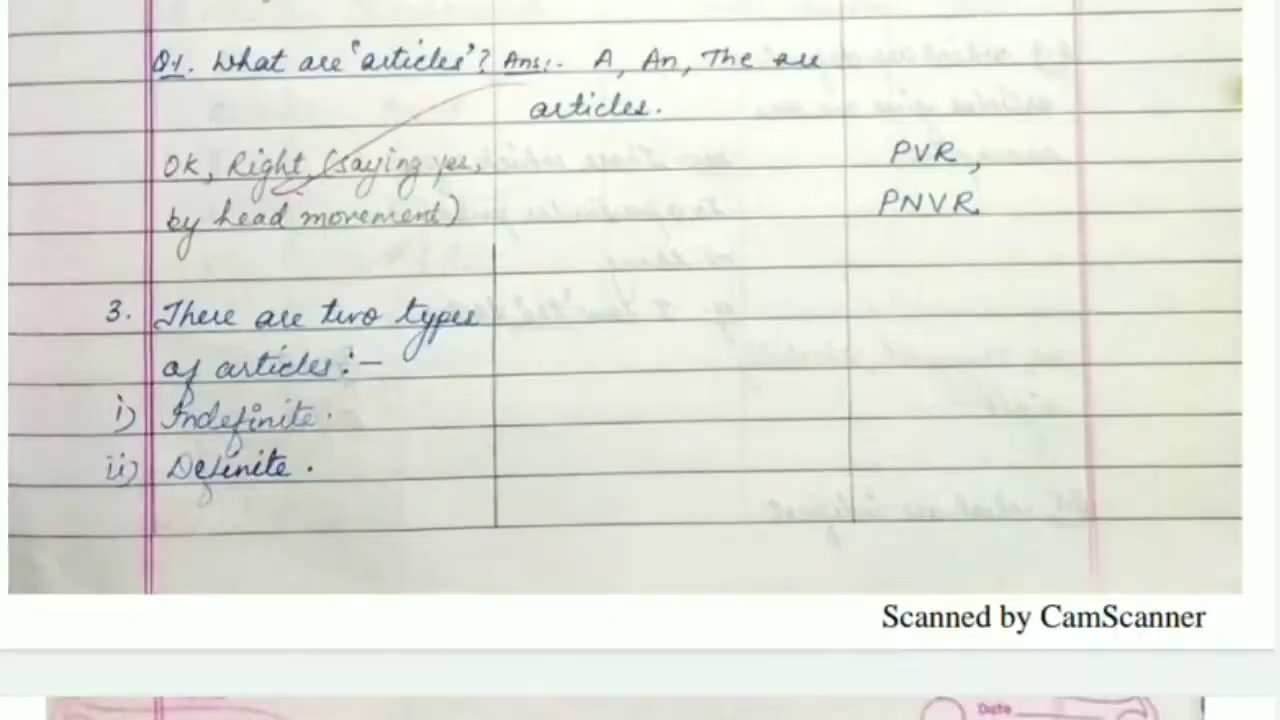 Q1. What are "articles"? Ans:- A, An, The are
articles.
OK, Right, (saying yes,
by head movement)
PVR,
PNVR
3. There are two types
of articles:-
i) Indefinite.
ii) Definite.
Scanned by CamScanner
Date